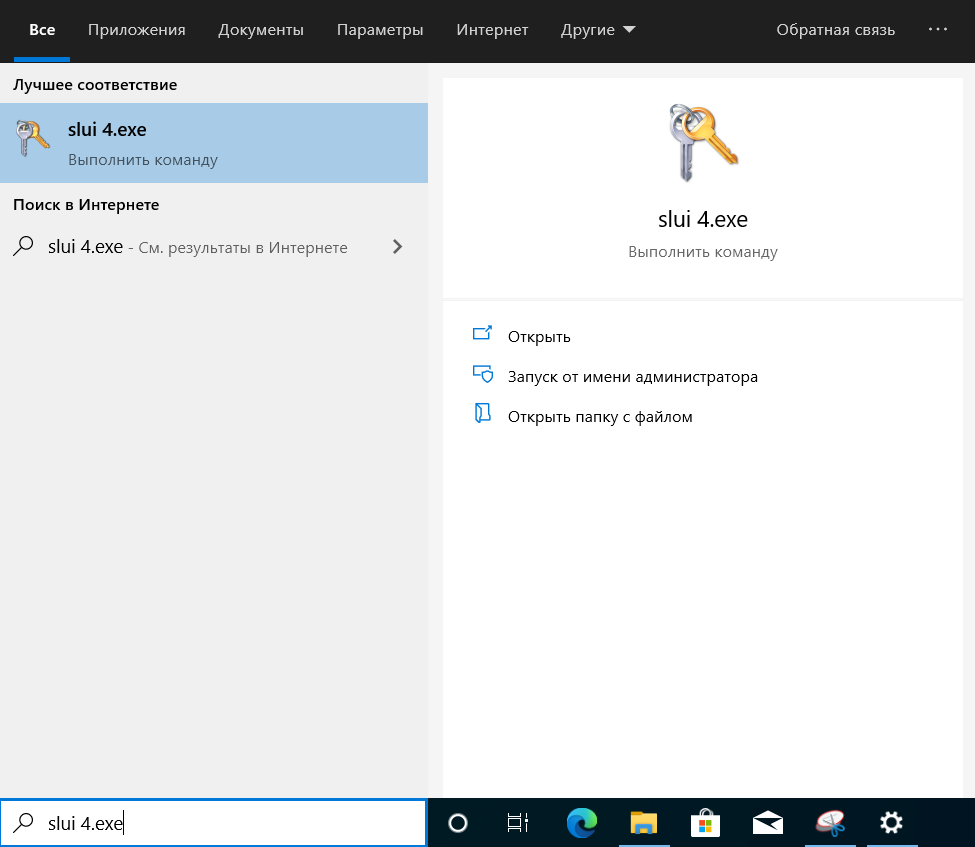 Все Приложения Документы Параметры Интернет Другие Обратная связь ...
Лучшее соответствие
slui 4.exe
Выполнить команду
Поиск в Интернете
slui 4.exe - См. результаты в Интернете
slui 4.exe
Выполнить команду
Открыть
Запуск от имени администратора
Открыть папку с файлом
slui 4.exe